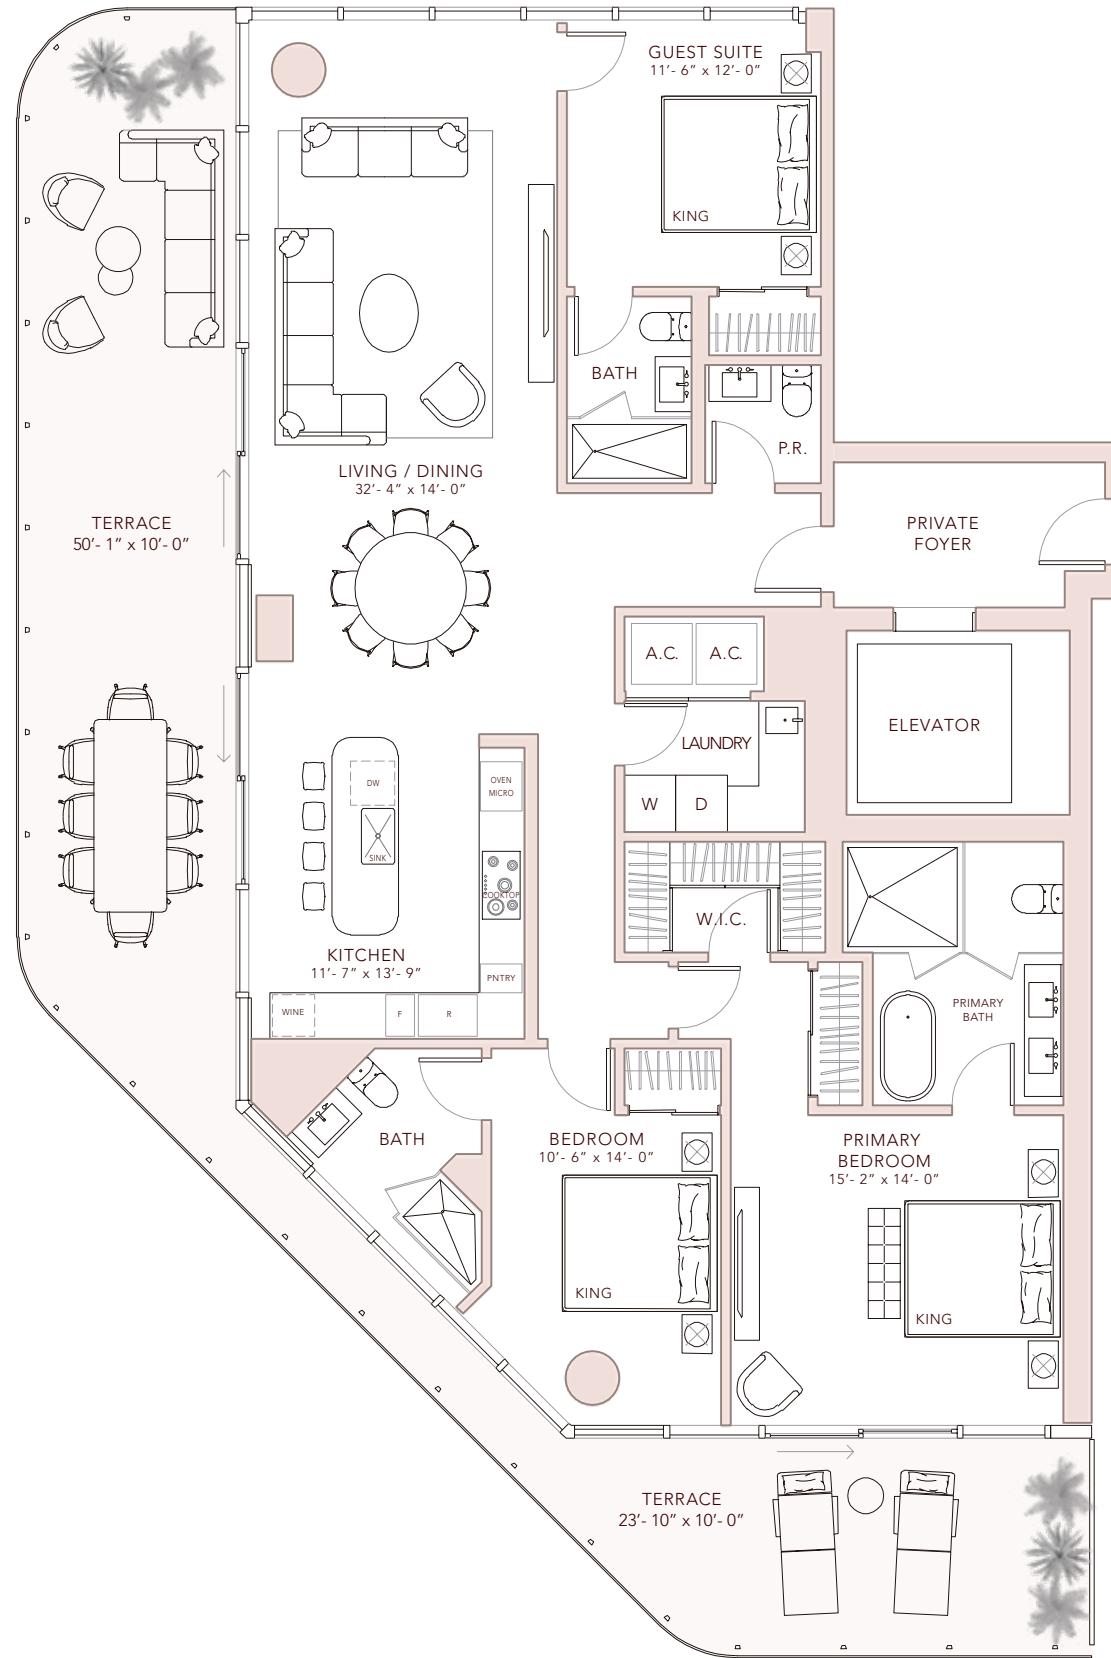 GUEST SUITE
11'- 6" x 12'- 0"
KING
BATH
P.R.
LIVING / DINING
32'- 4" x 14'- 0"
TERRACE
50'- 1" x 10'- 0"
PRIVATE
FOYER
A.C.
A.C.
ELEVATOR
LAUNDRY
W
D
DW
SINK
OVEN
MICRO
COOKTOP
KITCHEN
11'- 7" x 13'- 9"
PNTRY
WINE
F
R
W.I.C.
PRIMARY
BATH
BATH
BEDROOM
10'- 6" x 14'- 0"
KING
PRIMARY
BEDROOM
15'- 2" x 14'- 0"
KING
TERRACE
23'- 10" x 10'- 0"